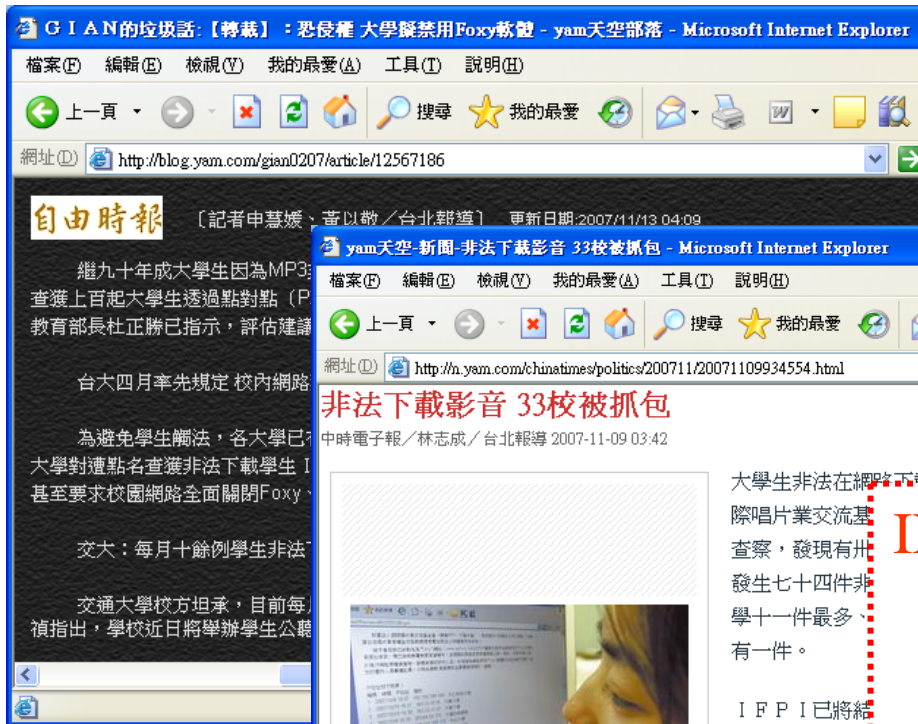 ＧＩＡＮ的垃圾話:【轉載】：恐侵權 大學擬禁用Foxy軟體 - yam天空部落 - Microsoft Internet Explorer
檔案(F) 編輯(E) 檢視(V) 我的最愛(A) 工具(T) 說明(H)
上一頁 搜尋 我的最愛
網址(D) http://blog.yam.com/gian0207/article/12567186
自由時報 〔記者申慧媛、黃以敬／台北報導〕 更新日期:2007/11/13 04:09
繼九十年成大學生因為MP3
查獲上百起大學生透過點對點（P
教育部長杜正勝已指示，評估建議
台大四月率先規定 校內網路
為避免學生觸法，各大學已
大學對遭點名查獲非法下載學生
甚至要求校園網路全面關閉Foxy、
交大：每月十餘例學生非法
交通大學校方坦承，目前每
禎指出，學校近日將舉辦學生公聽
yam天空-新聞-非法下載影音 33校被抓包 - Microsoft Internet Explorer
檔案(F) 編輯(E) 檢視(V) 我的最愛(A) 工具(T) 說明(H)
上一頁 搜尋 我的最愛
網址(D) http://n.yam.com/chinatimes/politics/200711/20071109934554.html
非法下載影音 33校被抓包
中時電子報／林志成／台北報導 2007-11-09 03:42
大學生非法在網路下載
際唱片業交流基
查察，發現有卅
發生七十四件非
學十一件最多、
有一件。
ＩＦＰＩ已將結